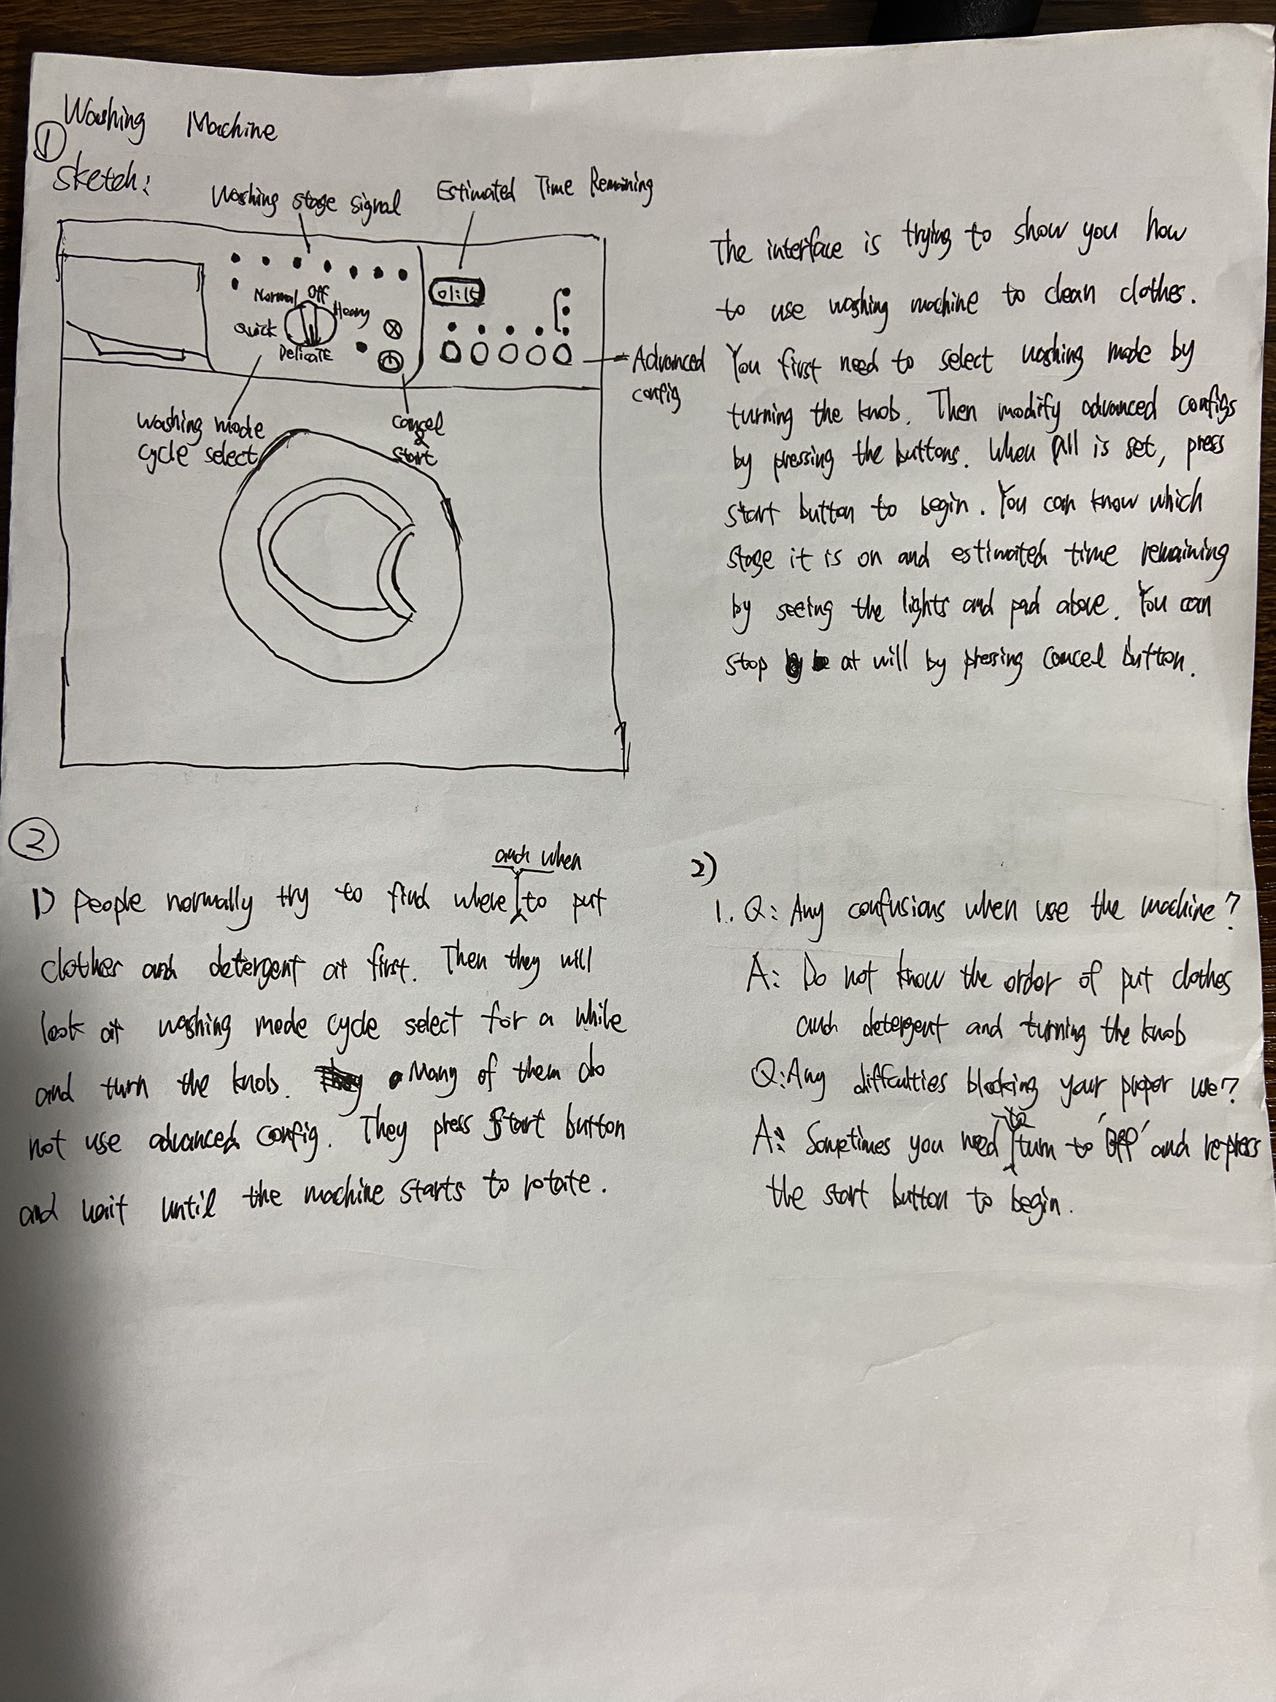 Washing Machine
①
Sketch:
Washing stage signal
Estimated Time Remaining
01:15
Normal
Off
Heavy
Quick
Delicate
Advanced
config
Washing mode
cycle select
Cancel
&
Start
The interface is trying to show you how
to use washing machine to clean clothes.
You first need to select washing mode by
turning the knob. Then modify advanced configs
by pressing the buttons. When all is set, press
start button to begin. You can know which
stage it is on and estimated time remaining
by seeing the lights and pad above. You can
stop at will by pressing cancel button.
②
1) People normally try to find where and when to put
clothes and detergent at first. Then they will
look at washing mode cycle select for a while
and turn the knob. Many of them do
not use advanced config. They press Start button
and wait until the machine starts to rotate.
2)
1. Q: Any confusions when use the machine?
A: Do not know the order of put clothes
and detergent and turning the knob
Q: Any difficulties blocking your proper use?
A: Sometimes you need to turn to 'Off' and repress
the start button to begin.